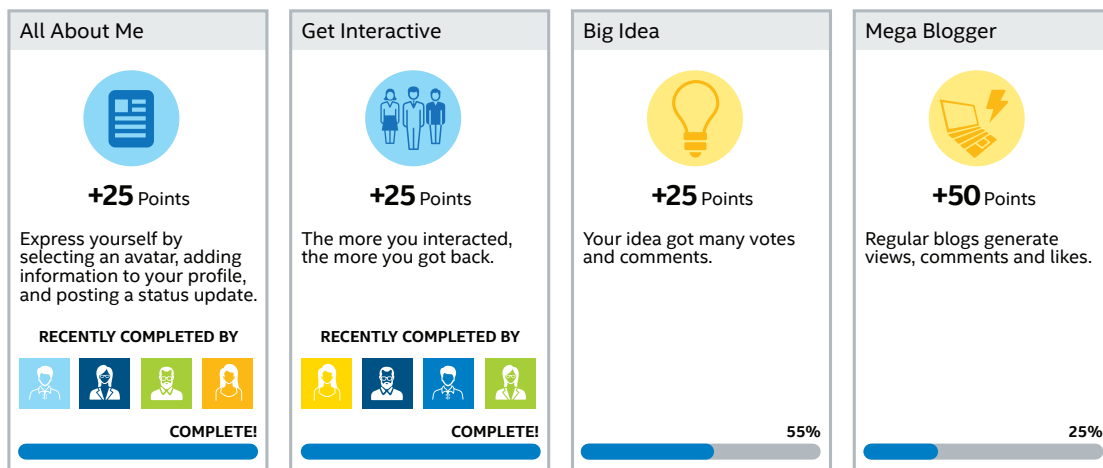 All About Me
+25 Points
Express yourself by
selecting an avatar, adding
information to your profile,
and posting a status update.
RECENTLY COMPLETED BY
COMPLETE!
Get Interactive
+25 Points
The more you interacted,
the more you got back.
RECENTLY COMPLETED BY
COMPLETE!
Big Idea
+25 Points
Your idea got many votes
and comments.
55%
Mega Blogger
+50 Points
Regular blogs generate
views, comments and likes.
25%